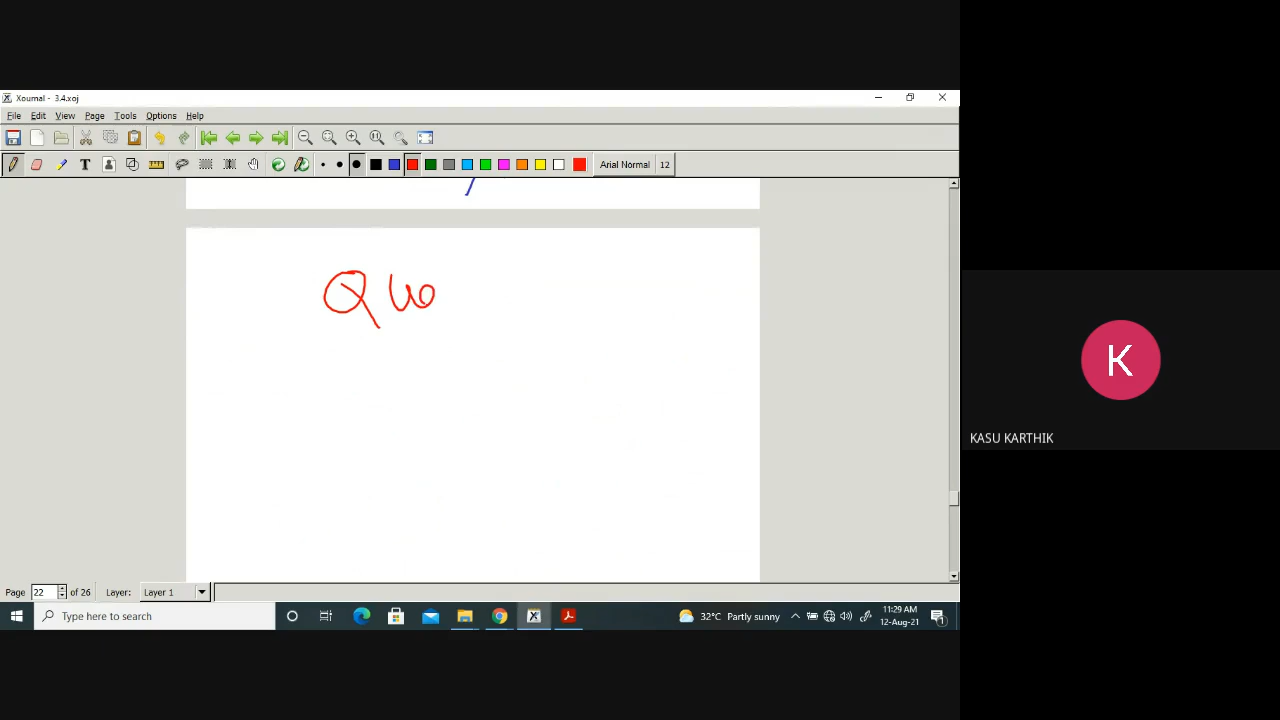 Xournal - 3.4.xoj
File Edit View Page Tools Options Help
T Arial Normal 12
Page 22 of 26 Layer: Layer 1
Type here to search 32°C Partly sunny 11:29 AM
12-Aug-21
K
KASU KARTHIK